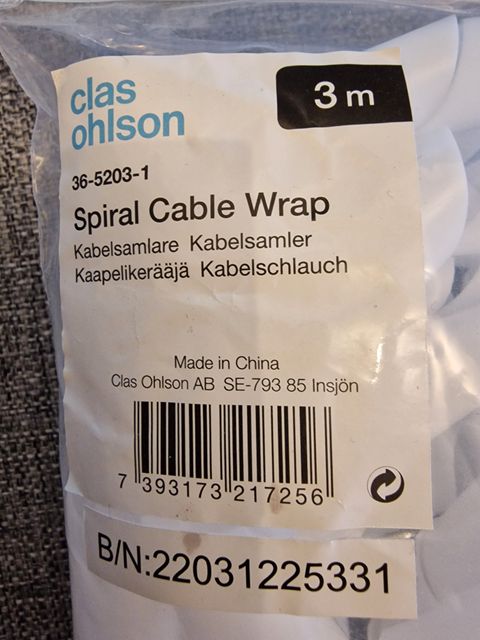 clas
ohlson
3 m
36-5203-1
Spiral Cable Wrap
Kabelsamlare Kabelsamler
Kaapelikerääjä Kabelschlauch
Made in China
Clas Ohlson AB SE-793 85 Insjön
7 393173 217256
B/N:22031225331